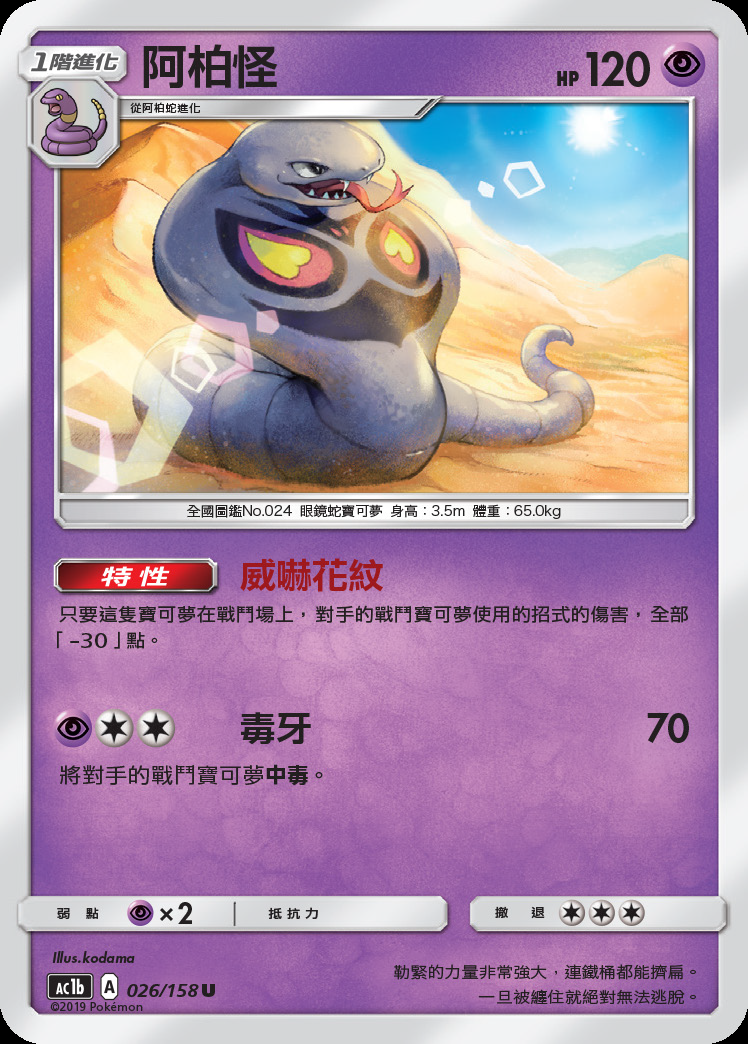 1階進化
阿柏怪
HP 120
從阿柏蛇進化
全國圖鑑No.024 眼鏡蛇寶可夢 身高：3.5m 體重：65.0kg
特性 威嚇花紋
只要這隻寶可夢在戰鬥場上，對手的戰鬥寶可夢使用的招式的傷害，全部
「-30」點。
毒牙 70
將對手的戰鬥寶可夢中毒。
弱點 ×2 抵抗力 撤退
Illus.kodama
AC1b A 026/158 U
©2019 Pokémon
勒緊的力量非常強大，連鐵桶都能擠扁。
一旦被纏住就絕對無法逃脫。